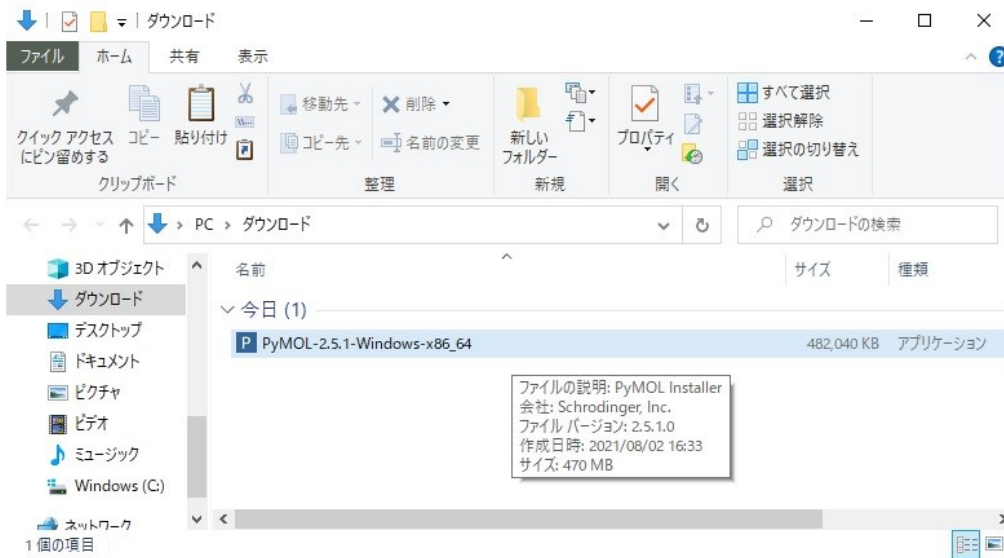 ダウンロード
ファイル ホーム 共有 表示
クイック アクセス
にピン留めする
コピー
貼り付け
移動先
コピー先
削除
名前の変更
新しい
フォルダー
プロパティ
すべて選択
選択解除
選択の切り替え
クリップボード 整理 新規 開く 選択
PC > ダウンロード
ダウンロードの検索
名前 サイズ 種類
3D オブジェクト
ダウンロード
デスクトップ
ドキュメント
ピクチャ
ビデオ
ミュージック
Windows (C:)
ネットワーク
今日 (1)
PyMOL-2.5.1-Windows-x86_64 482,040 KB アプリケーション
ファイルの説明: PyMOL Installer
会社: Schrodinger, Inc.
ファイル バージョン: 2.5.1.0
作成日時: 2021/08/02 16:33
サイズ: 470 MB
1 個の項目